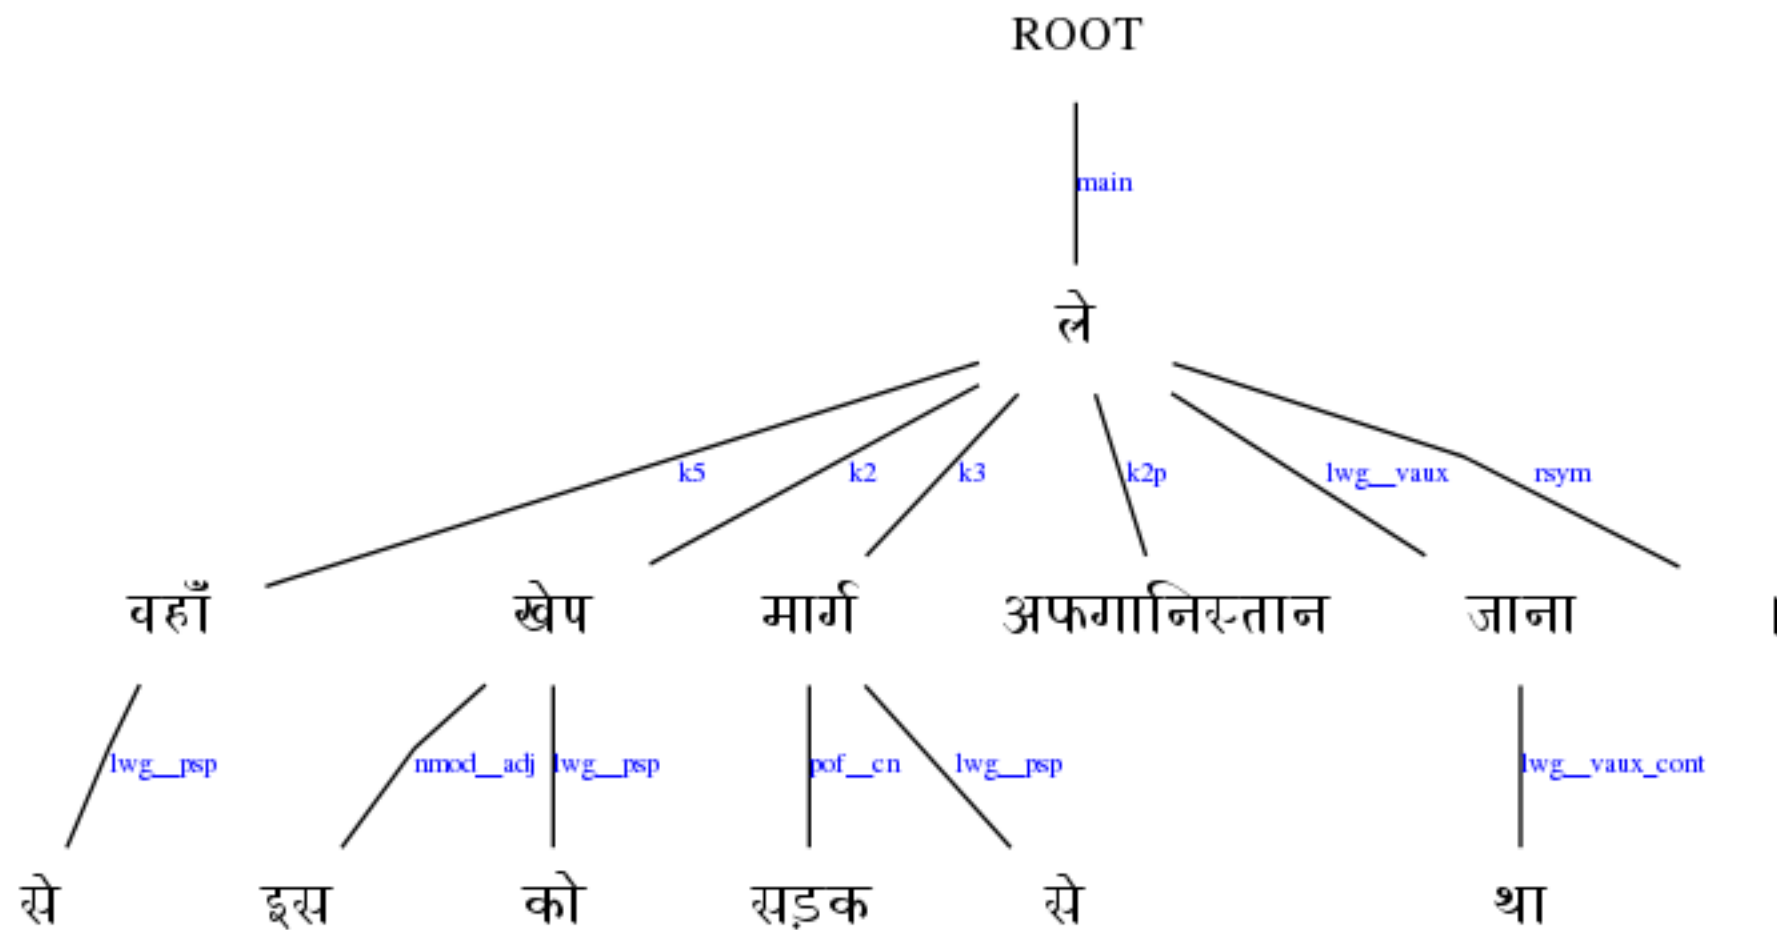 ROOT
main
ले
k5 k2 k3 k2p lwg__vaux rsym
वहाँ खेप मार्ग अफगानिस्तान जाना ।
lwg__psp nmod__adj lwg__psp pof__cn lwg__psp lwg__vaux_cont
से इस को सड़क से था